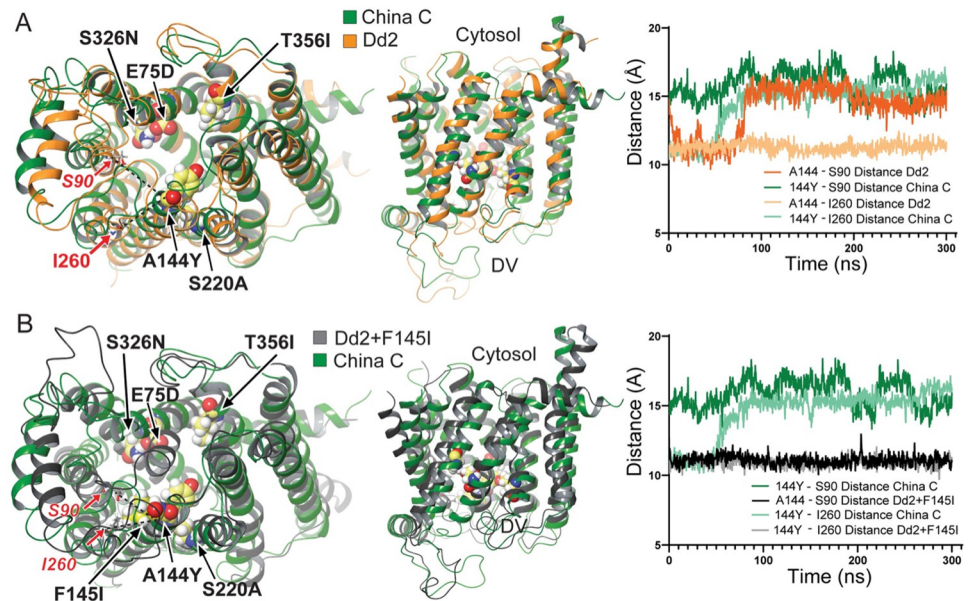 A
China C
Dd2
S326N
E75D
T356I
S90
I260
A144Y
S220A
Cytosol
DV
Distance (Å)
20
15
10
5
A144 - S90 Distance Dd2
144Y - S90 Distance China C
A144 - I260 Distance Dd2
144Y - I260 Distance China C
0
100
200
300
Time (ns)
B
Dd2+F145I
China C
S326N
E75D
T356I
S90
I260
F145I
A144Y
S220A
Cytosol
DV
Distance (A)
20
15
10
5
144Y - S90 Distance China C
A144 - S90 Distance Dd2+F145I
144Y - I260 Distance China C
144Y - I260 Distance Dd2+F145I
0
100
200
300
Time (ns)